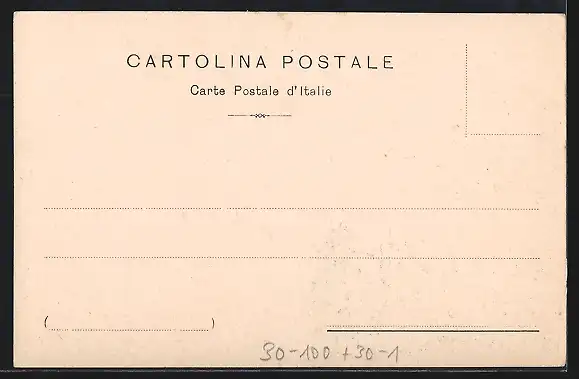 CARTOLINA POSTALE
Carte Postale d'Italie
( )
30-100 + 30-1